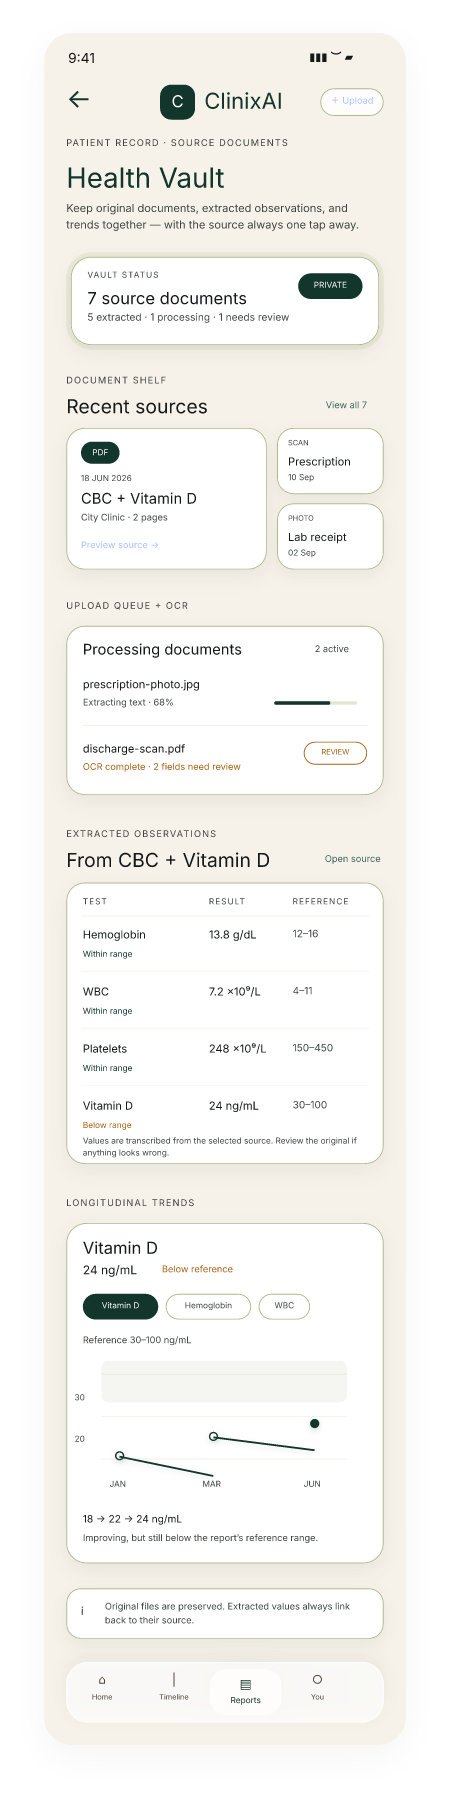 9:41
C ClinixAI
+ Upload
PATIENT RECORD · SOURCE DOCUMENTS
Health Vault
Keep original documents, extracted observations, and
trends together — with the source always one tap away.
VAULT STATUS
PRIVATE
7 source documents
5 extracted · 1 processing · 1 needs review
DOCUMENT SHELF
Recent sources
View all 7
PDF
18 JUN 2026
CBC + Vitamin D
City Clinic · 2 pages
Preview source →
SCAN
Prescription
10 Sep
PHOTO
Lab receipt
02 Sep
UPLOAD QUEUE + OCR
Processing documents
2 active
prescription-photo.jpg
Extracting text · 68%
discharge-scan.pdf
OCR complete · 2 fields need review
REVIEW
EXTRACTED OBSERVATIONS
From CBC + Vitamin D
Open source
TEST RESULT REFERENCE
Hemoglobin 13.8 g/dL 12–16
Within range
WBC 7.2 ×10⁹/L 4–11
Within range
Platelets 248 ×10⁹/L 150–450
Within range
Vitamin D 24 ng/mL 30–100
Below range
Values are transcribed from the selected source. Review the original if
anything looks wrong.
LONGITUDINAL TRENDS
Vitamin D
24 ng/mL Below reference
Vitamin D Hemoglobin WBC
Reference 30–100 ng/mL
30
20
JAN MAR JUN
18 → 22 → 24 ng/mL
Improving, but still below the report’s reference range.
i
Original files are preserved. Extracted values always link
back to their source.
Home Timeline Reports You